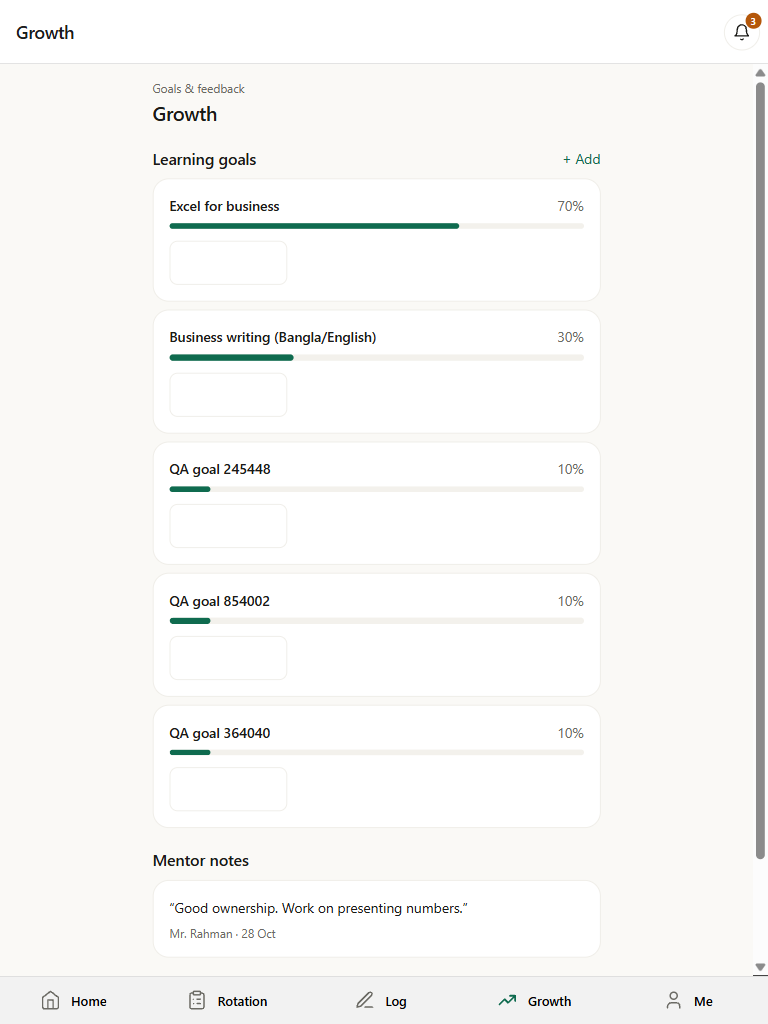 Growth
3
Goals & feedback
Growth
Learning goals
+ Add
Excel for business 70%
Business writing (Bangla/English) 30%
QA goal 245448 10%
QA goal 854002 10%
QA goal 364040 10%
Mentor notes
“Good ownership. Work on presenting numbers.”
Mr. Rahman · 28 Oct
Home Rotation Log Growth Me